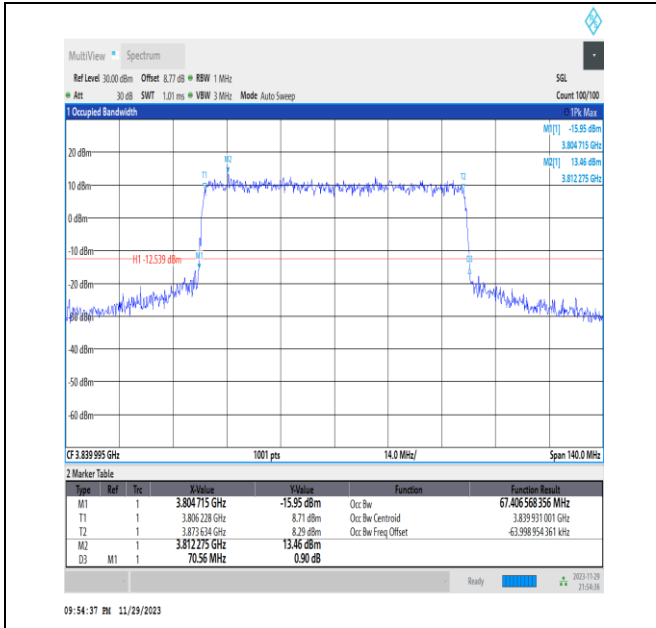 MultiView Spectrum
Ref Level 30.00 dBm Offset 8.77 dB RBW 1 MHz SGL
Att 30 dB SWT 1.01 ms VBW 3 MHz Mode Auto Sweep Count 100/100
1 Occupied Bandwidth 1Pk Max
M1[1] -15.95 dBm
3.804 715 GHz
M2[1] 13.46 dBm
3.812 275 GHz
20 dBm
M2
T1 T2
10 dBm
0 dBm
-10 dBm
H1 -12.539 dBm M1 D3
-20 dBm
-30 dBm
-40 dBm
-50 dBm
-60 dBm
CF 3.839 995 GHz 1001 pts 14.0 MHz/ Span 140.0 MHz
2 Marker Table
Type Ref Trc X-Value Y-Value Function Function Result
M1 1 3.804 715 GHz -15.95 dBm Occ Bw 67.406 568 356 MHz
T1 1 3.806 228 GHz 8.71 dBm Occ Bw Centroid 3.839 931 001 GHz
T2 1 3.873 634 GHz 8.29 dBm Occ Bw Freq Offset -63.998 954 361 kHz
M2 1 3.812 275 GHz 13.46 dBm
D3 M1 1 70.56 MHz 0.90 dB
Ready 2023-11-29
21:54:36
09:54:37 PM 11/29/2023